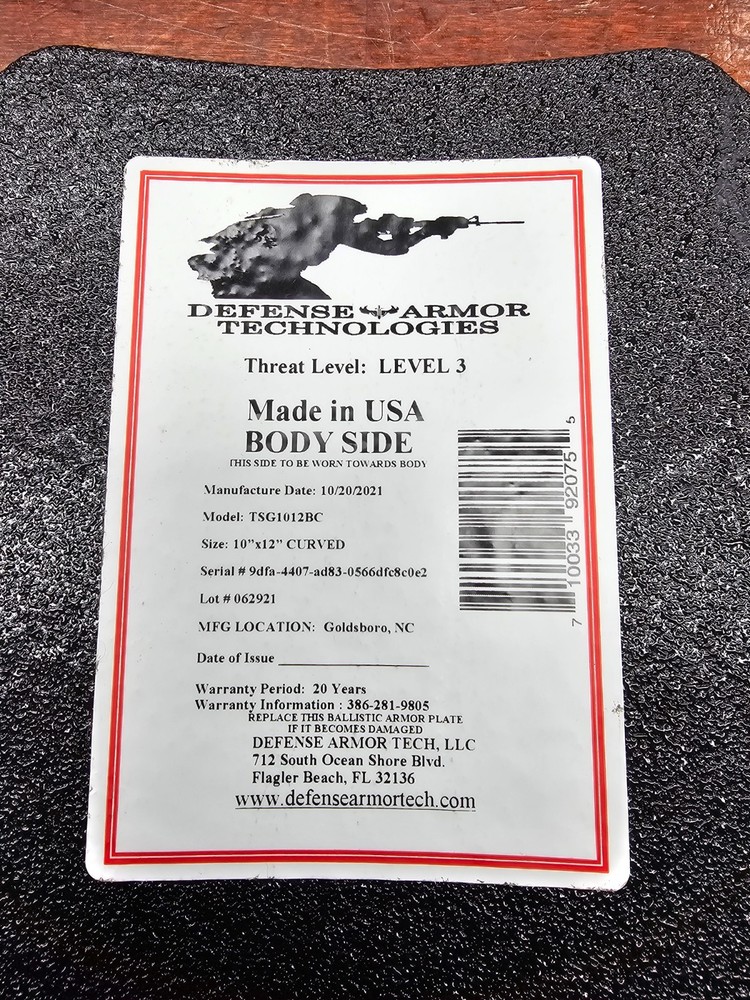 DEFENSE ARMOR
TECHNOLOGIES
Threat Level: LEVEL 3
Made in USA
BODY SIDE
THIS SIDE TO BE WORN TOWARDS BODY
Manufacture Date: 10/20/2021
Model: TSG1012BC
Size: 10”x12” CURVED
Serial # 9dfa-4407-ad83-0566dfc8c0e2
Lot # 062921
MFG LOCATION: Goldsboro, NC
Date of Issue
Warranty Period: 20 Years
Warranty Information : 386-281-9805
REPLACE THIS BALLISTIC ARMOR PLATE
IF IT BECOMES DAMAGED
DEFENSE ARMOR TECH, LLC
712 South Ocean Shore Blvd.
Flagler Beach, FL 32136
www.defensearmortech.com
7 10033 92075 5